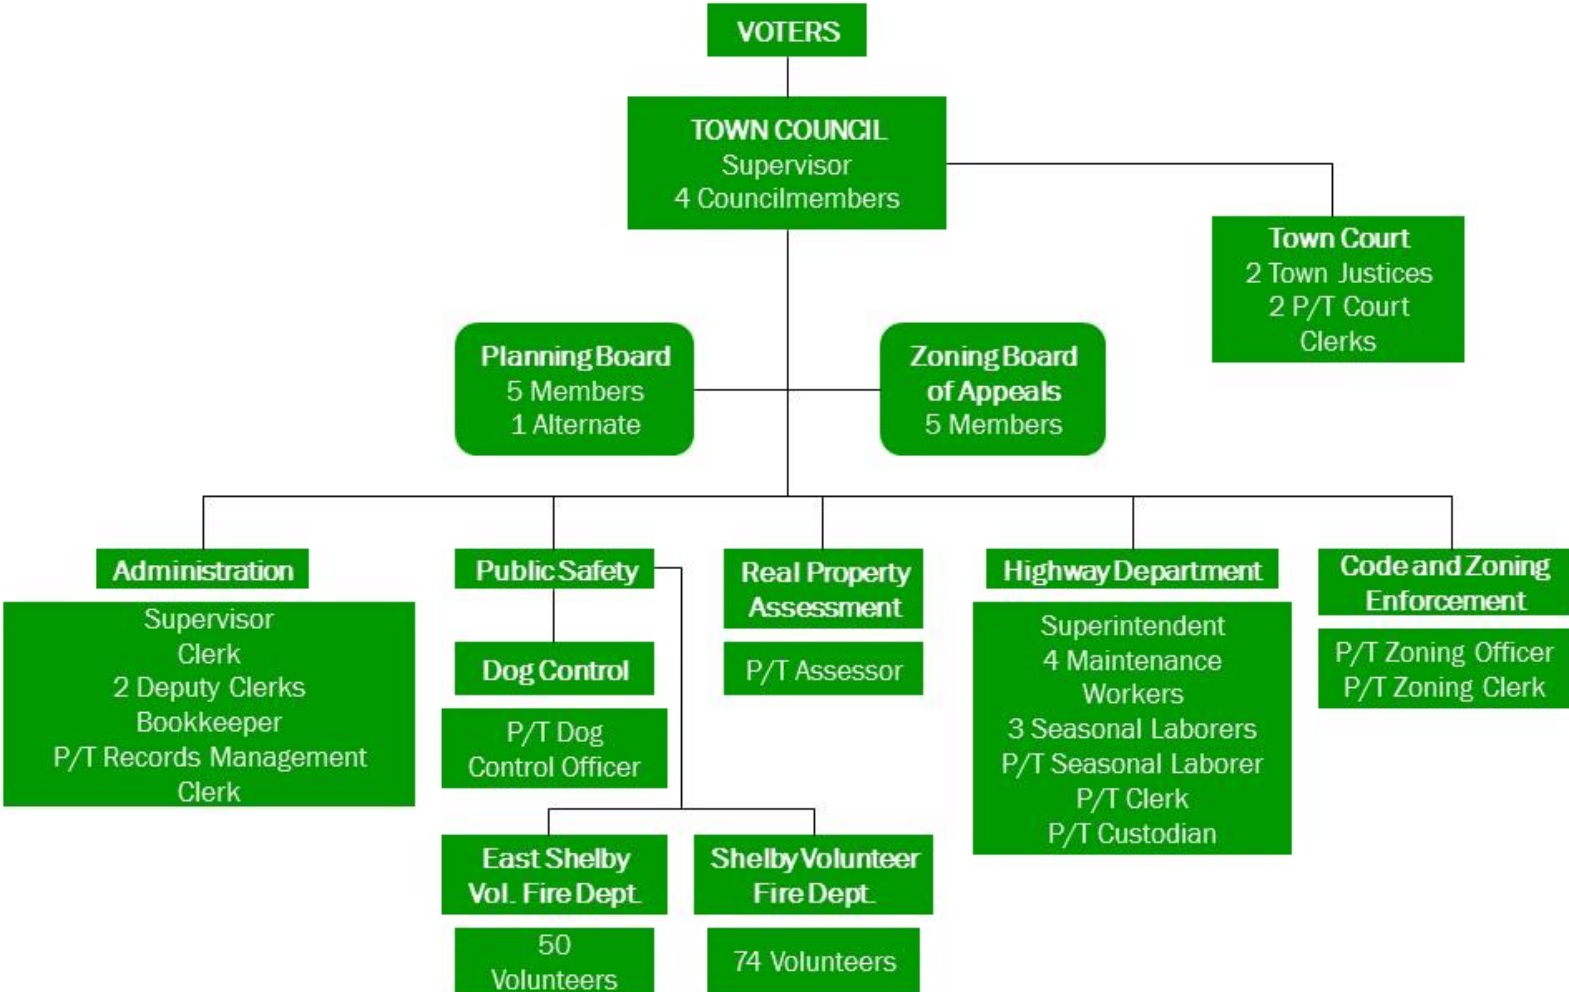 VOTERS
TOWN COUNCIL
Supervisor
4 Councilmembers
Town Court
2 Town Justices
2 P/T Court
Clerks
Planning Board
5 Members
1 Alternate
Zoning Board
of Appeals
5 Members
Administration
Supervisor
Clerk
2 Deputy Clerks
Bookkeeper
P/T Records Management
Clerk
Public Safety
Dog Control
P/T Dog
Control Officer
East Shelby
Vol. Fire Dept.
50
Volunteers
Shelby Volunteer
Fire Dept.
74 Volunteers
Real Property
Assessment
P/T Assessor
Highway Department
Superintendent
4 Maintenance
Workers
3 Seasonal Laborers
P/T Seasonal Laborer
P/T Clerk
P/T Custodian
Code and Zoning
Enforcement
P/T Zoning Officer
P/T Zoning Clerk